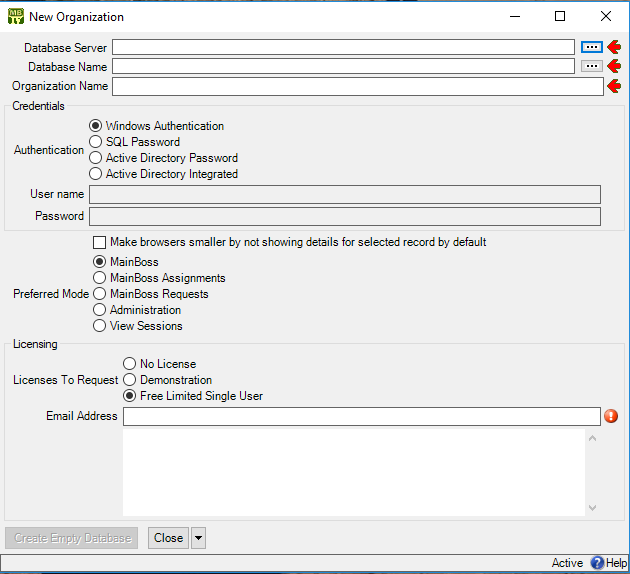 MB
New Organization
Database Server
...
Database Name
...
Organization Name
Credentials
Authentication
Windows Authentication
SQL Password
Active Directory Password
Active Directory Integrated
User name
Password
Make browsers smaller by not showing details for selected record by default
Preferred Mode
MainBoss
MainBoss Assignments
MainBoss Requests
Administration
View Sessions
Licensing
Licenses To Request
No License
Demonstration
Free Limited Single User
Email Address
Create Empty Database
Close
Active
? Help